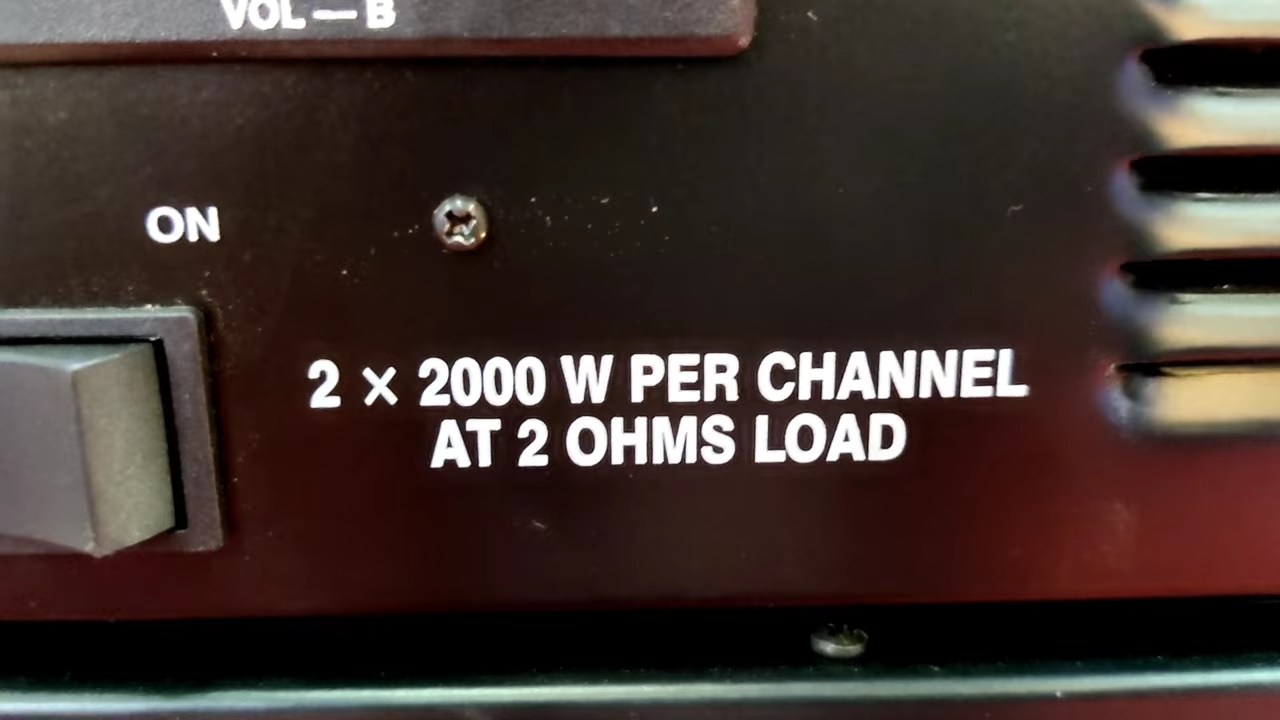 VOL — B
ON
2 × 2000 W PER CHANNEL
AT 2 OHMS LOAD